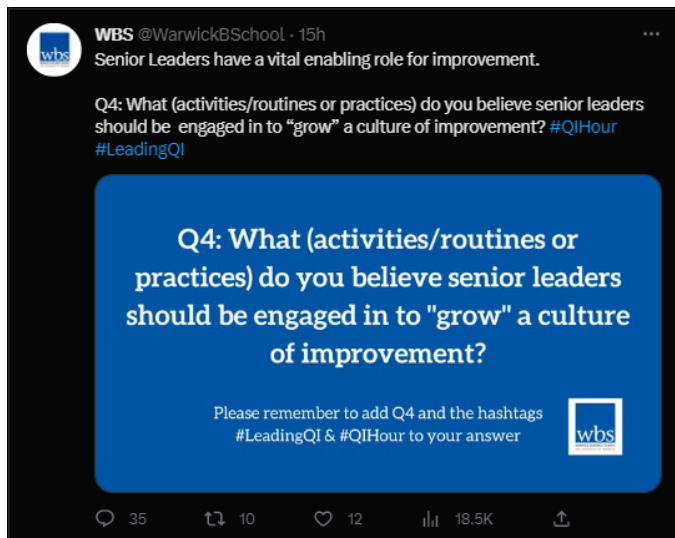 WBS @WarwickBSchool · 15h
Senior Leaders have a vital enabling role for improvement.
Q4: What (activities/routines or practices) do you believe senior leaders
should be  engaged in to “grow” a culture of improvement? #QIHour
#LeadingQI
Q4: What (activities/routines or
practices) do you believe senior leaders
should be engaged in to "grow" a culture
of improvement?
Please remember to add Q4 and the hashtags
#LeadingQI & #QIHour to your answer
wbs
wbs
35 10 12 18.5K